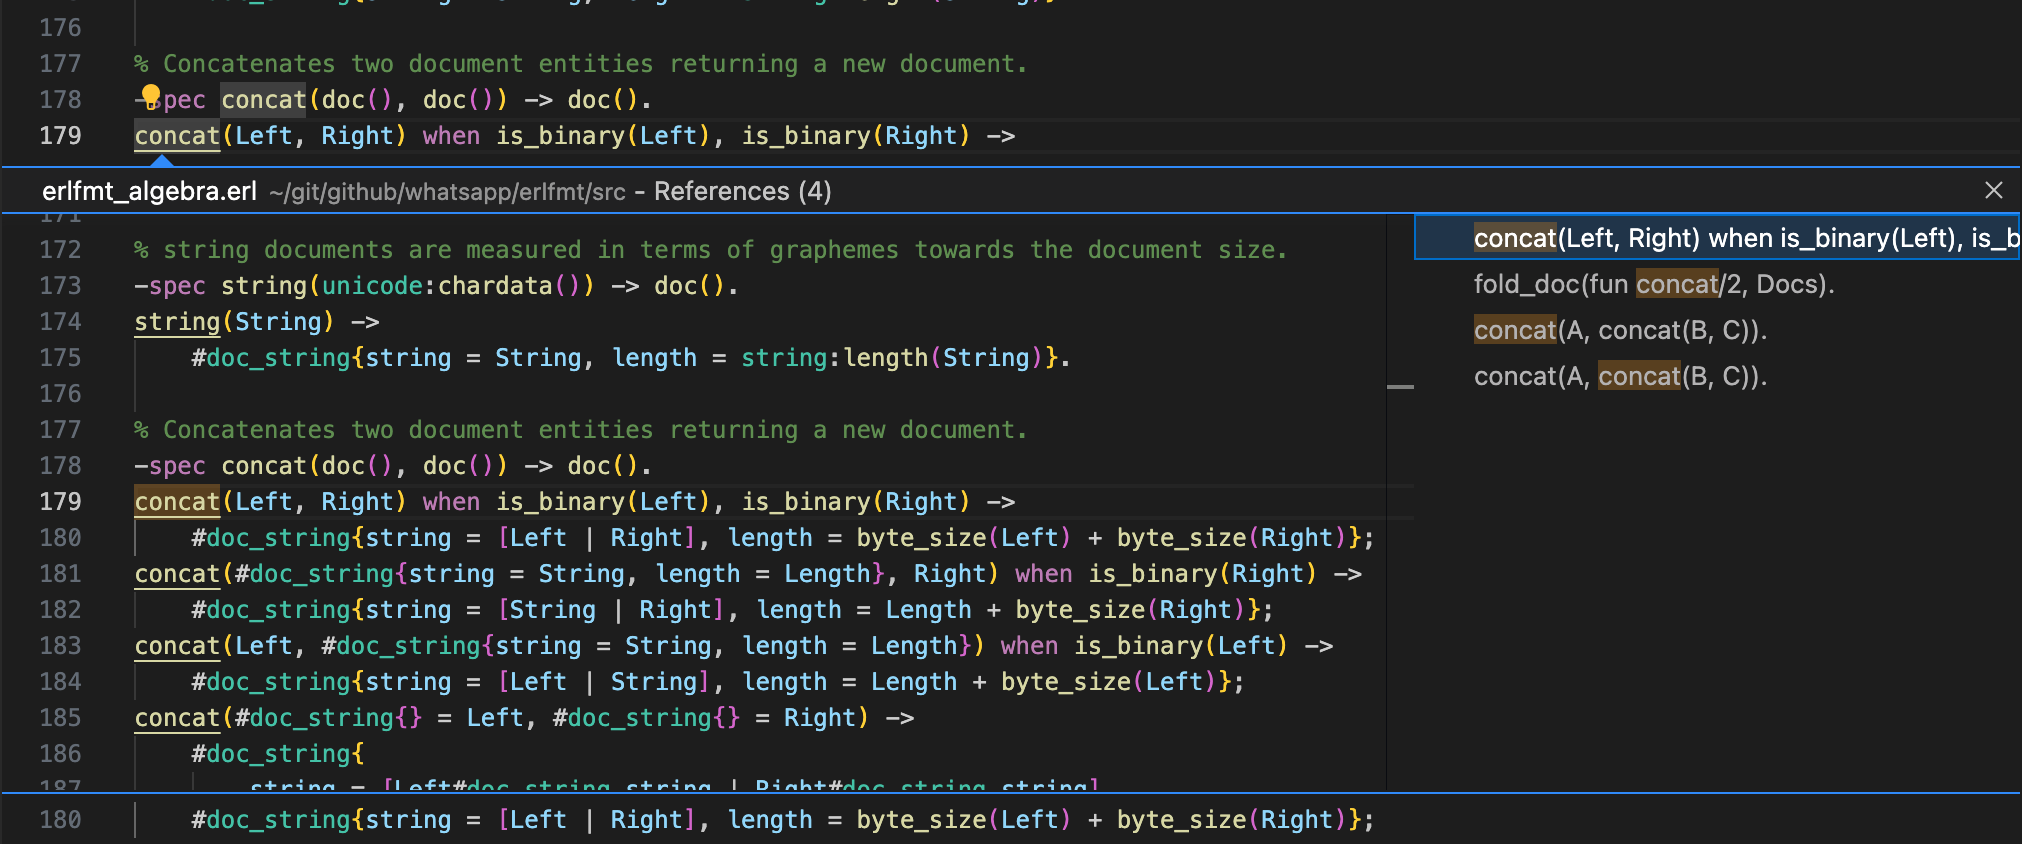 176
177 % Concatenates two document entities returning a new document.
178 -spec concat(doc(), doc()) -> doc().
179 concat(Left, Right) when is_binary(Left), is_binary(Right) ->
erlfmt_algebra.erl ~/git/github/whatsapp/erlfmt/src - References (4)
171
172 % string documents are measured in terms of graphemes towards the document size.
173 -spec string(unicode:chardata()) -> doc().
174 string(String) ->
175 #doc_string{string = String, length = string:length(String)}.
176
177 % Concatenates two document entities returning a new document.
178 -spec concat(doc(), doc()) -> doc().
179 concat(Left, Right) when is_binary(Left), is_binary(Right) ->
180 #doc_string{string = [Left | Right], length = byte_size(Left) + byte_size(Right)};
181 concat(#doc_string{string = String, length = Length}, Right) when is_binary(Right) ->
182 #doc_string{string = [String | Right], length = Length + byte_size(Right)};
183 concat(Left, #doc_string{string = String, length = Length}) when is_binary(Left) ->
184 #doc_string{string = [Left | String], length = Length + byte_size(Left)};
185 concat(#doc_string{} = Left, #doc_string{} = Right) ->
186 #doc_string{
187 string = [Left#doc_string.string | Right#doc_string.string]
concat(Left, Right) when is_binary(Left), is_b
fold_doc(fun concat/2, Docs).
concat(A, concat(B, C)).
concat(A, concat(B, C)).
180 #doc_string{string = [Left | Right], length = byte_size(Left) + byte_size(Right)};